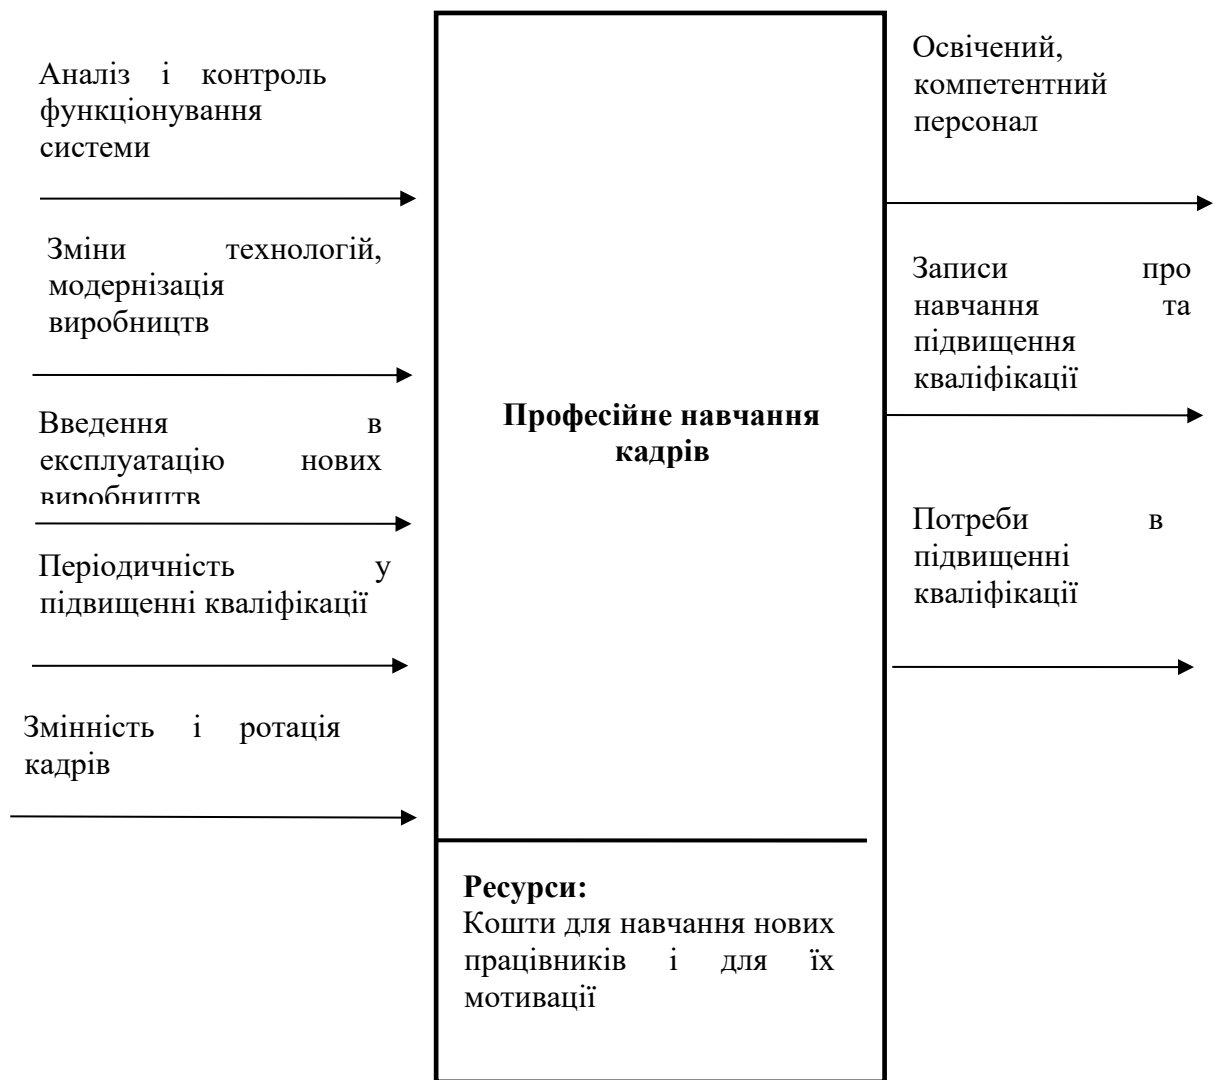 Аналіз і контроль
функціонування
системи
Зміни технологій,
модернізація
виробництв
Введення в
експлуатацію нових
виробництв
Періодичність у
підвищенні кваліфікації
Змінність і ротація
кадрів
Професійне навчання
кадрів
Ресурси:
Кошти для навчання нових
працівників і для їх
мотивації
Освічений,
компетентний
персонал
Записи про
навчання та
підвищення
кваліфікації
Потреби в
підвищенні
кваліфікації